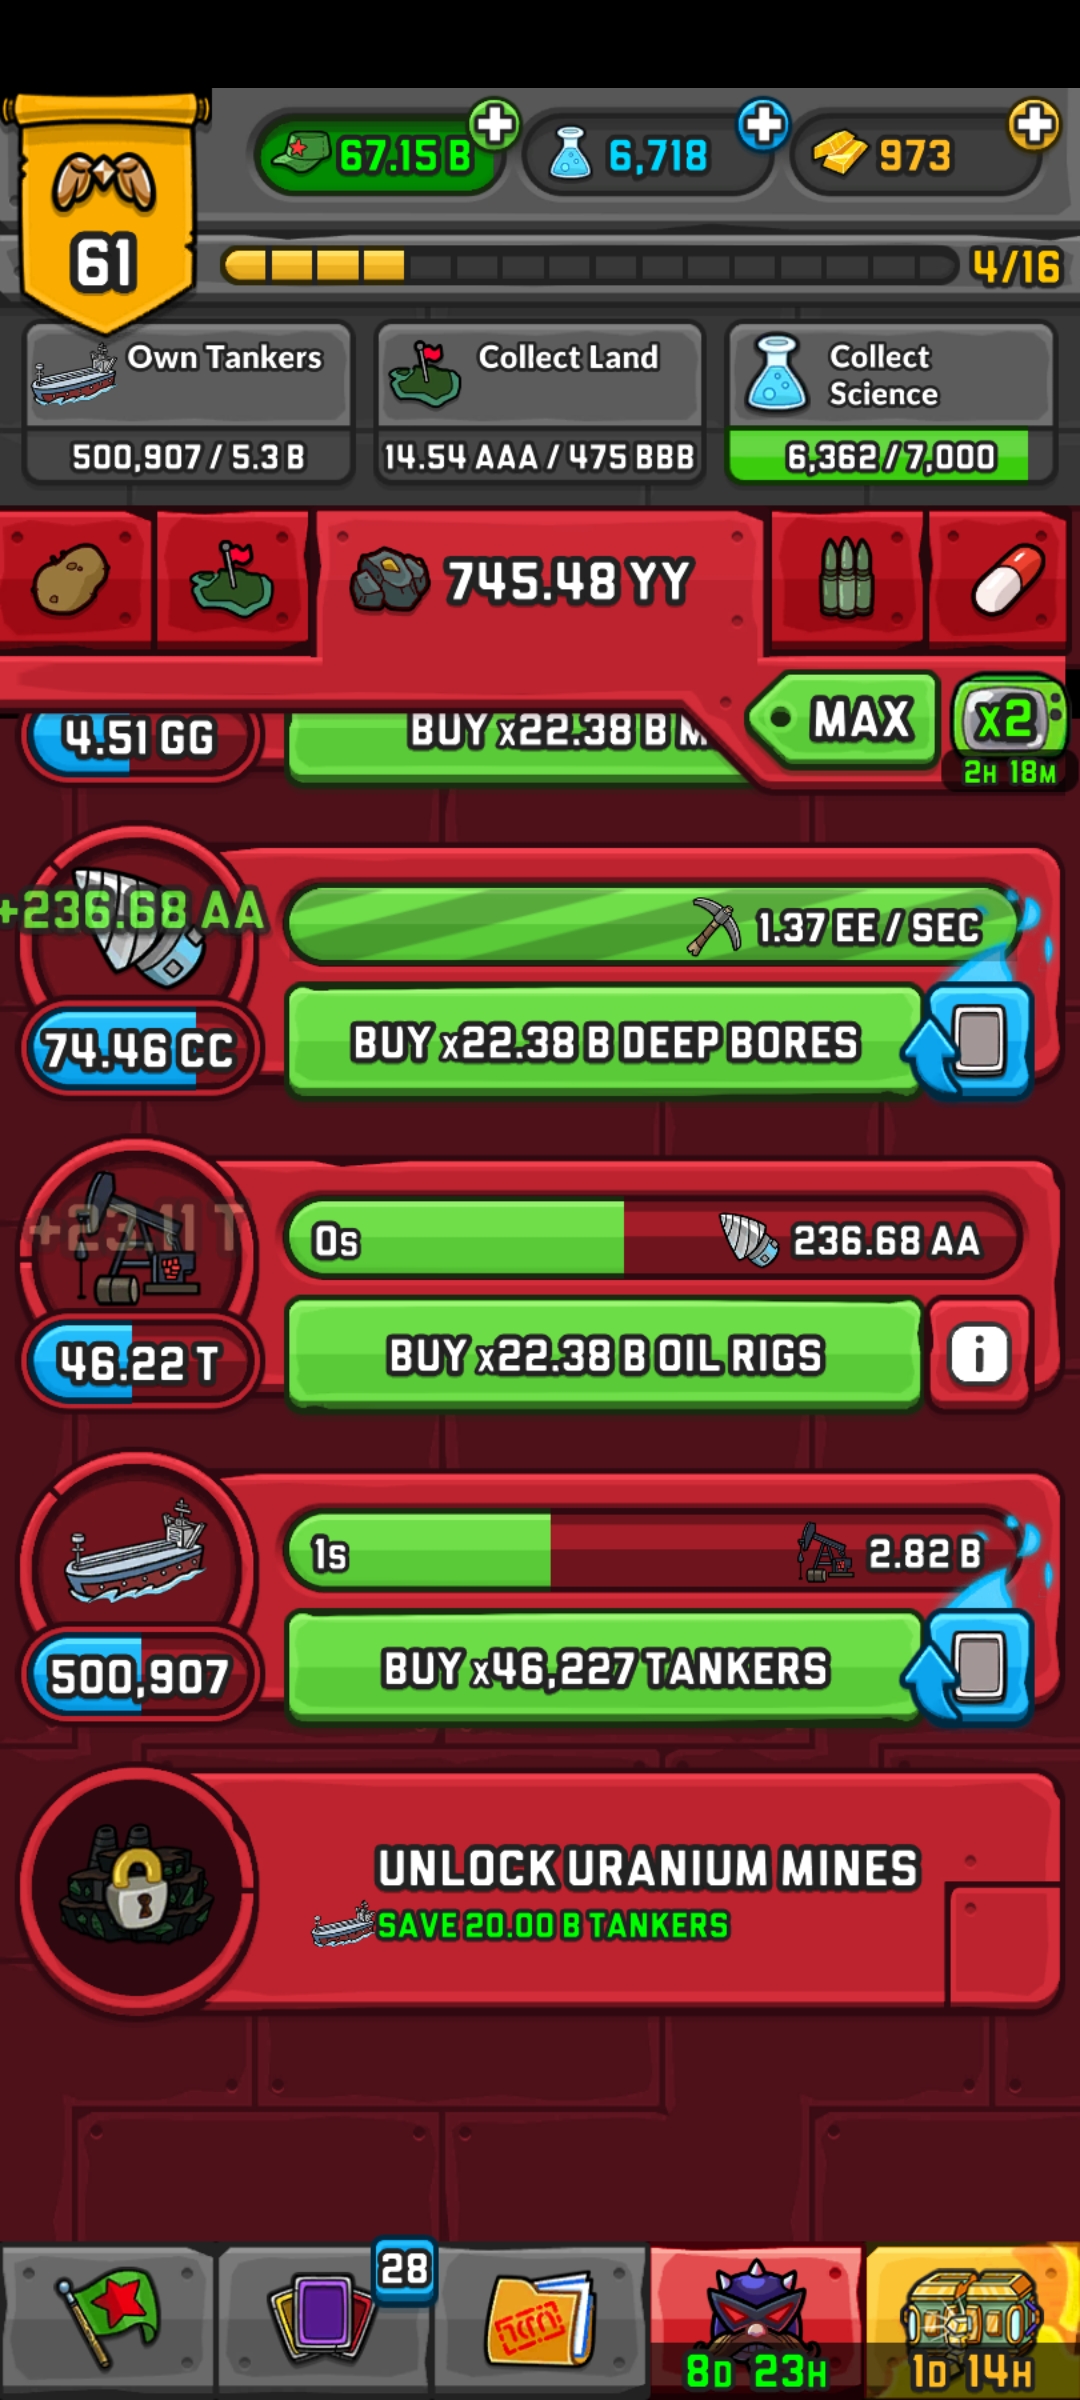 67.15 B
6,718
973
61
4/16
Own Tankers
Collect Land
Collect
Science
500,907 / 5.3 B
14.54 AAA / 475 BBB
6,362 / 7,000
745.48 YY
MAX
x2
2H 18M
4.51 GG
BUY x22.38 B
+236.68 AA
1.37 EE / SEC
74.46 CC
BUY x22.38 B DEEP BORES
+23.11 T
0s
236.68 AA
46.22 T
BUY x22.38 B OIL RIGS
i
1s
2.82 B
500,907
BUY x46,227 TANKERS
UNLOCK URANIUM MINES
SAVE 20.00 B TANKERS
28
8D 23H
1D 14H